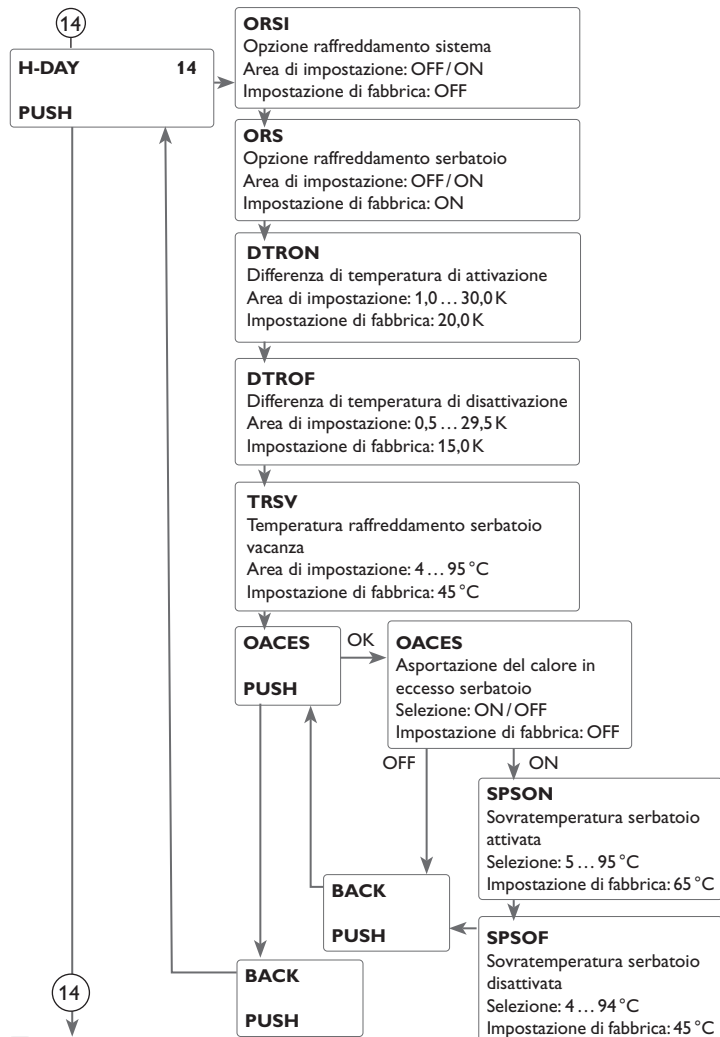 14
H-DAY 14
PUSH
ORSI
Opzione raffreddamento sistema
Area di impostazione: OFF / ON
Impostazione di fabbrica: OFF
ORS
Opzione raffreddamento serbatoio
Area di impostazione: OFF / ON
Impostazione di fabbrica: ON
DTRON
Differenza di temperatura di attivazione
Area di impostazione: 1,0 … 30,0 K
Impostazione di fabbrica: 20,0 K
DTROF
Differenza di temperatura di disattivazione
Area di impostazione: 0,5 … 29,5 K
Impostazione di fabbrica: 15,0 K
TRSV
Temperatura raffreddamento serbatoio
vacanza
Area di impostazione: 4 … 95 °C
Impostazione di fabbrica: 45 °C
OACES
PUSH
OK
OACES
Asportazione del calore in
eccesso serbatoio
Selezione: ON / OFF
Impostazione di fabbrica: OFF
OFF
ON
SPSON
Sovratemperatura serbatoio
attivata
Selezione: 5 … 95 °C
Impostazione di fabbrica: 65 °C
BACK
PUSH
SPSOF
Sovratemperatura serbatoio
disattivata
Selezione: 4 … 94 °C
Impostazione di fabbrica: 45 °C
BACK
PUSH
14